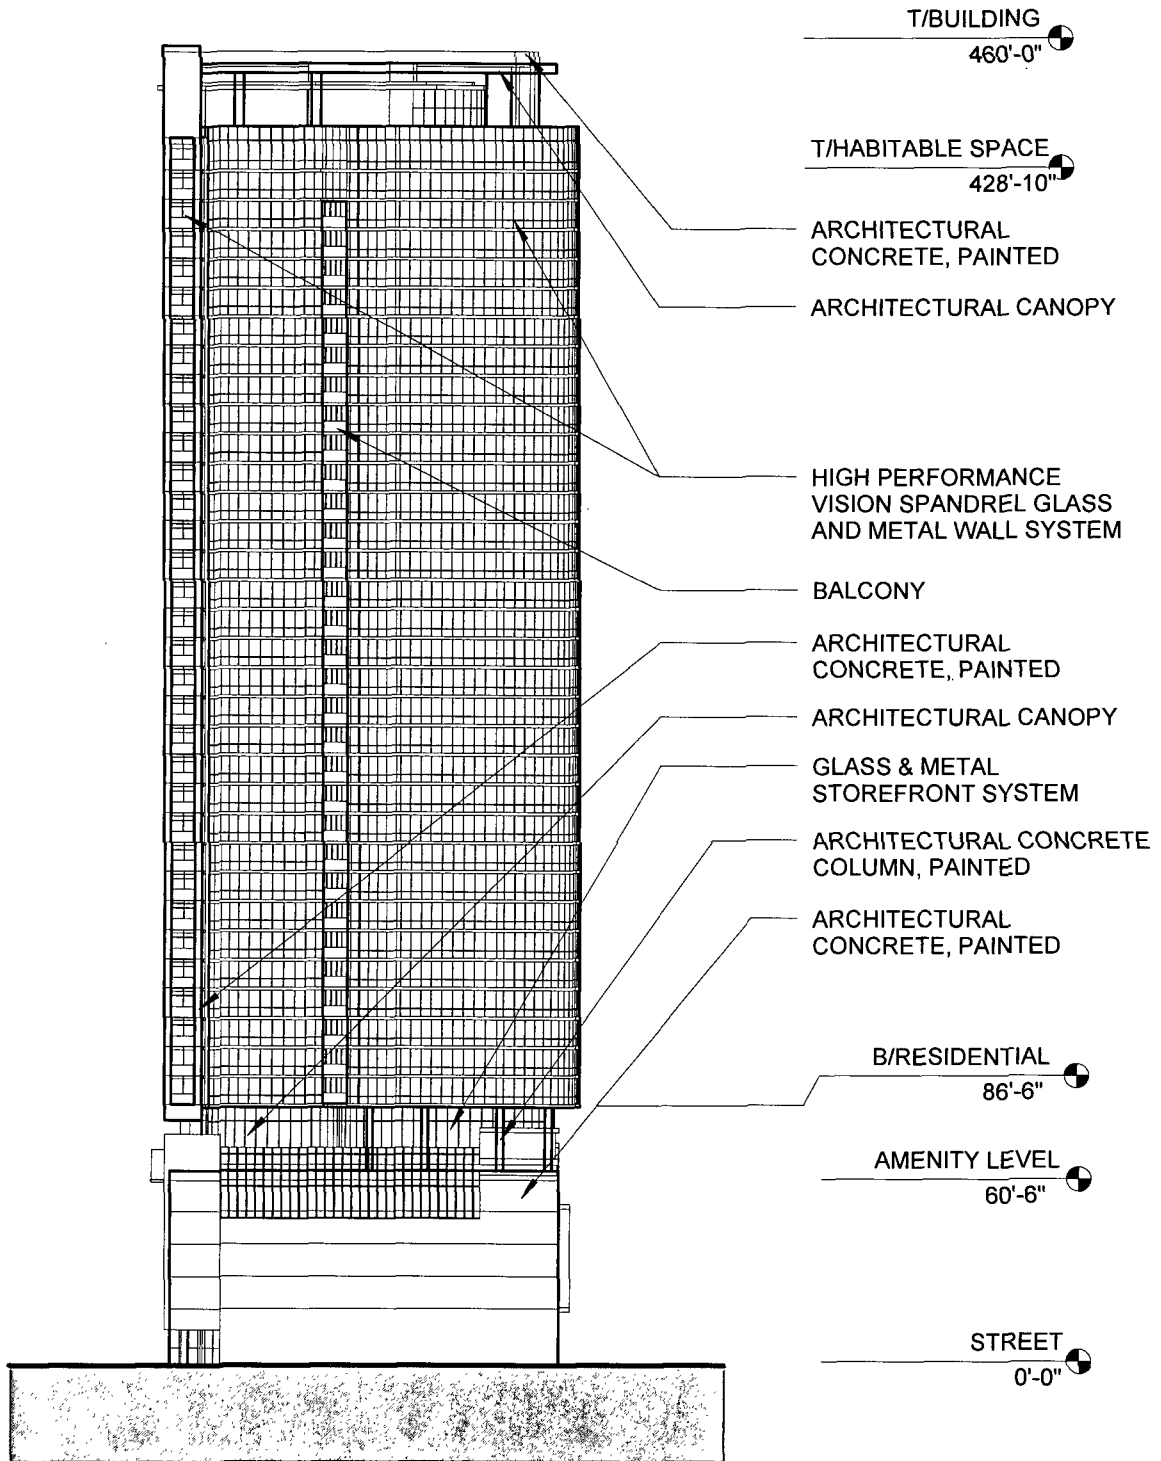 T/BUILDING
460'-0"
T/HABITABLE SPACE
428'-10"
ARCHITECTURAL
CONCRETE, PAINTED
ARCHITECTURAL CANOPY
HIGH PERFORMANCE
VISION SPANDREL GLASS
AND METAL WALL SYSTEM
BALCONY
ARCHITECTURAL
CONCRETE, PAINTED
ARCHITECTURAL CANOPY
GLASS & METAL
STOREFRONT SYSTEM
ARCHITECTURAL CONCRETE
COLUMN, PAINTED
ARCHITECTURAL
CONCRETE, PAINTED
B/RESIDENTIAL
86'-6"
AMENITY LEVEL
60'-6"
STREET
0'-0"